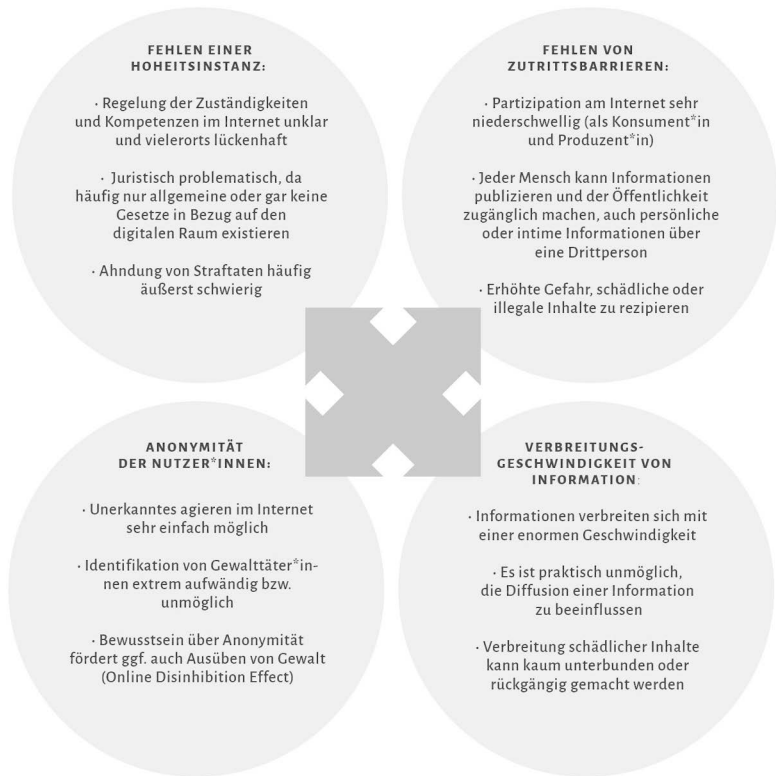 FEHLEN EINER
HOHEITSINSTANZ:
· Regelung der Zuständigkeiten
und Kompetenzen im Internet unklar
und vielerorts lückenhaft
· Juristisch problematisch, da
häufig nur allgemeine oder gar keine
Gesetze in Bezug auf den
digitalen Raum existieren
· Ahndung von Straftaten häufig
äußerst schwierig
FEHLEN VON
ZUTRITTSBARRIEREN:
· Partizipation am Internet sehr
niederschwellig (als Konsument*in
und Produzent*in)
· Jeder Mensch kann Informationen
publizieren und der Öffentlichkeit
zugänglich machen, auch persönliche
oder intime Informationen über
eine Drittperson
· Erhöhte Gefahr, schädliche oder
illegale Inhalte zu rezipieren
ANONYMITÄT
DER NUTZER*INNEN:
· Unerkanntes agieren im Internet
sehr einfach möglich
· Identifikation von Gewalttäter*in-
nen extrem aufwändig bzw.
unmöglich
· Bewusstsein über Anonymität
fördert ggf. auch Ausüben von Gewalt
(Online Disinhibition Effect)
VERBREITUNGS-
GESCHWINDIGKEIT VON
INFORMATION:
· Informationen verbreiten sich mit
einer enormen Geschwindigkeit
· Es ist praktisch unmöglich,
die Diffusion einer Information
zu beeinflussen
· Verbreitung schädlicher Inhalte
kann kaum unterbunden oder
rückgängig gemacht werden